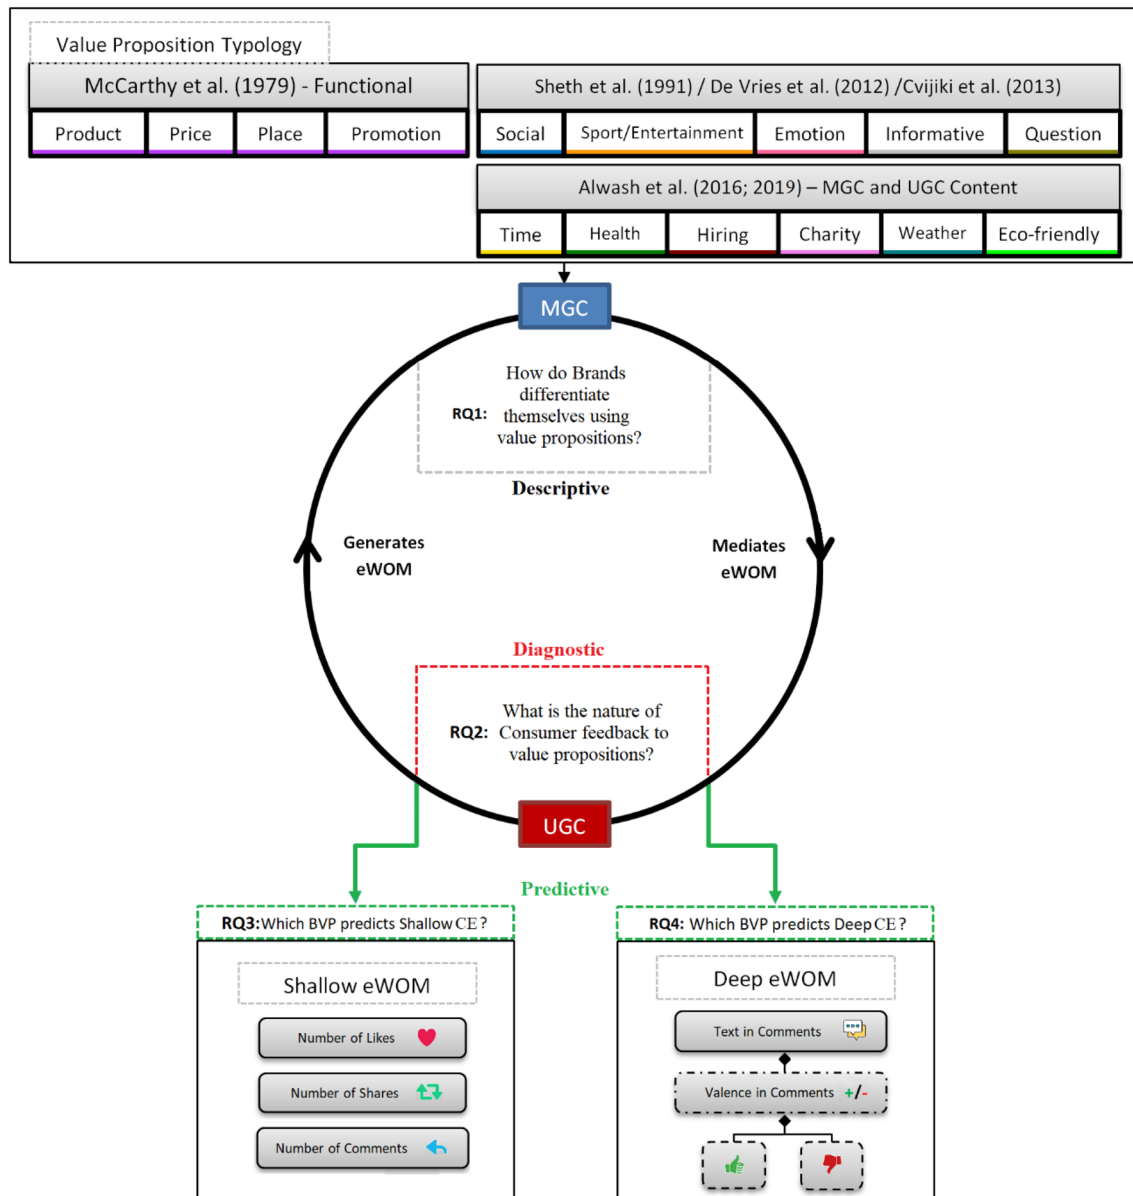 Value Proposition Typology
McCarthy et al. (1979) - Functional
Product Price Place Promotion
Sheth et al. (1991) / De Vries et al. (2012) /Cvijiki et al. (2013)
Social Sport/Entertainment Emotion Informative Question
Alwash et al. (2016; 2019) – MGC and UGC Content
Time Health Hiring Charity Weather Eco-friendly
MGC
RQ1:
How do Brands
differentiate
themselves using
value propositions?
Descriptive
Generates
eWOM
Mediates
eWOM
Diagnostic
RQ2:
What is the nature of
Consumer feedback to
value propositions?
UGC
Predictive
RQ3:Which BVP predicts Shallow CE?
Shallow eWOM
Number of Likes
Number of Shares
Number of Comments
RQ4: Which BVP predicts Deep CE?
Deep eWOM
Text in Comments
Valence in Comments +/-